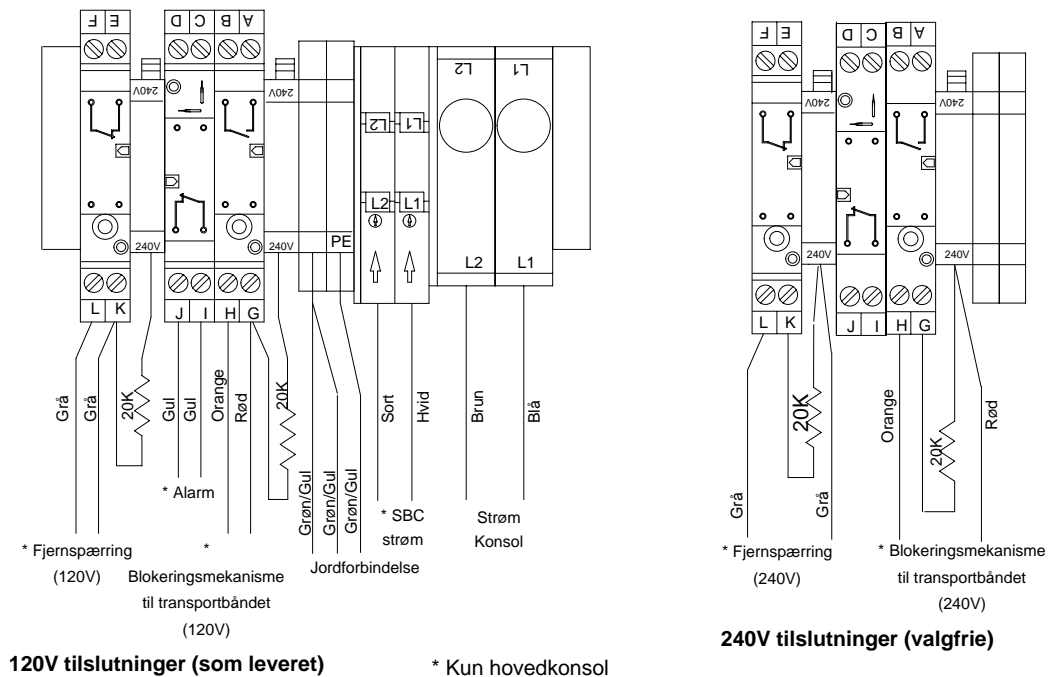 F E D C B A
240V 240V
L2 L1
L2 L1
L2 L1
240V 240V PE
L2 L1
L K J I H G
Grå
Grå
20K
Gul
Gul
Orange
Rød
20K
Grøn/Gul
Grøn/Gul
Grøn/Gul
Sort
Hvid
Brun
Blå
* Alarm
* Fjernspærring
(120V)
*
Blokeringsmekanisme
til transportbåndet
(120V)
Jordforbindelse
* SBC
strøm
Strøm
Konsol
120V tilslutninger (som leveret)
* Kun hovedkonsol
F E D C B A
240V 240V
240V 240V
L K J I H G
20K
Orange
20K
Rød
Grå
Grå
* Fjernspærring
(240V)
* Blokeringsmekanisme
til transportbåndet
(240V)
240V tilslutninger (valgfrie)